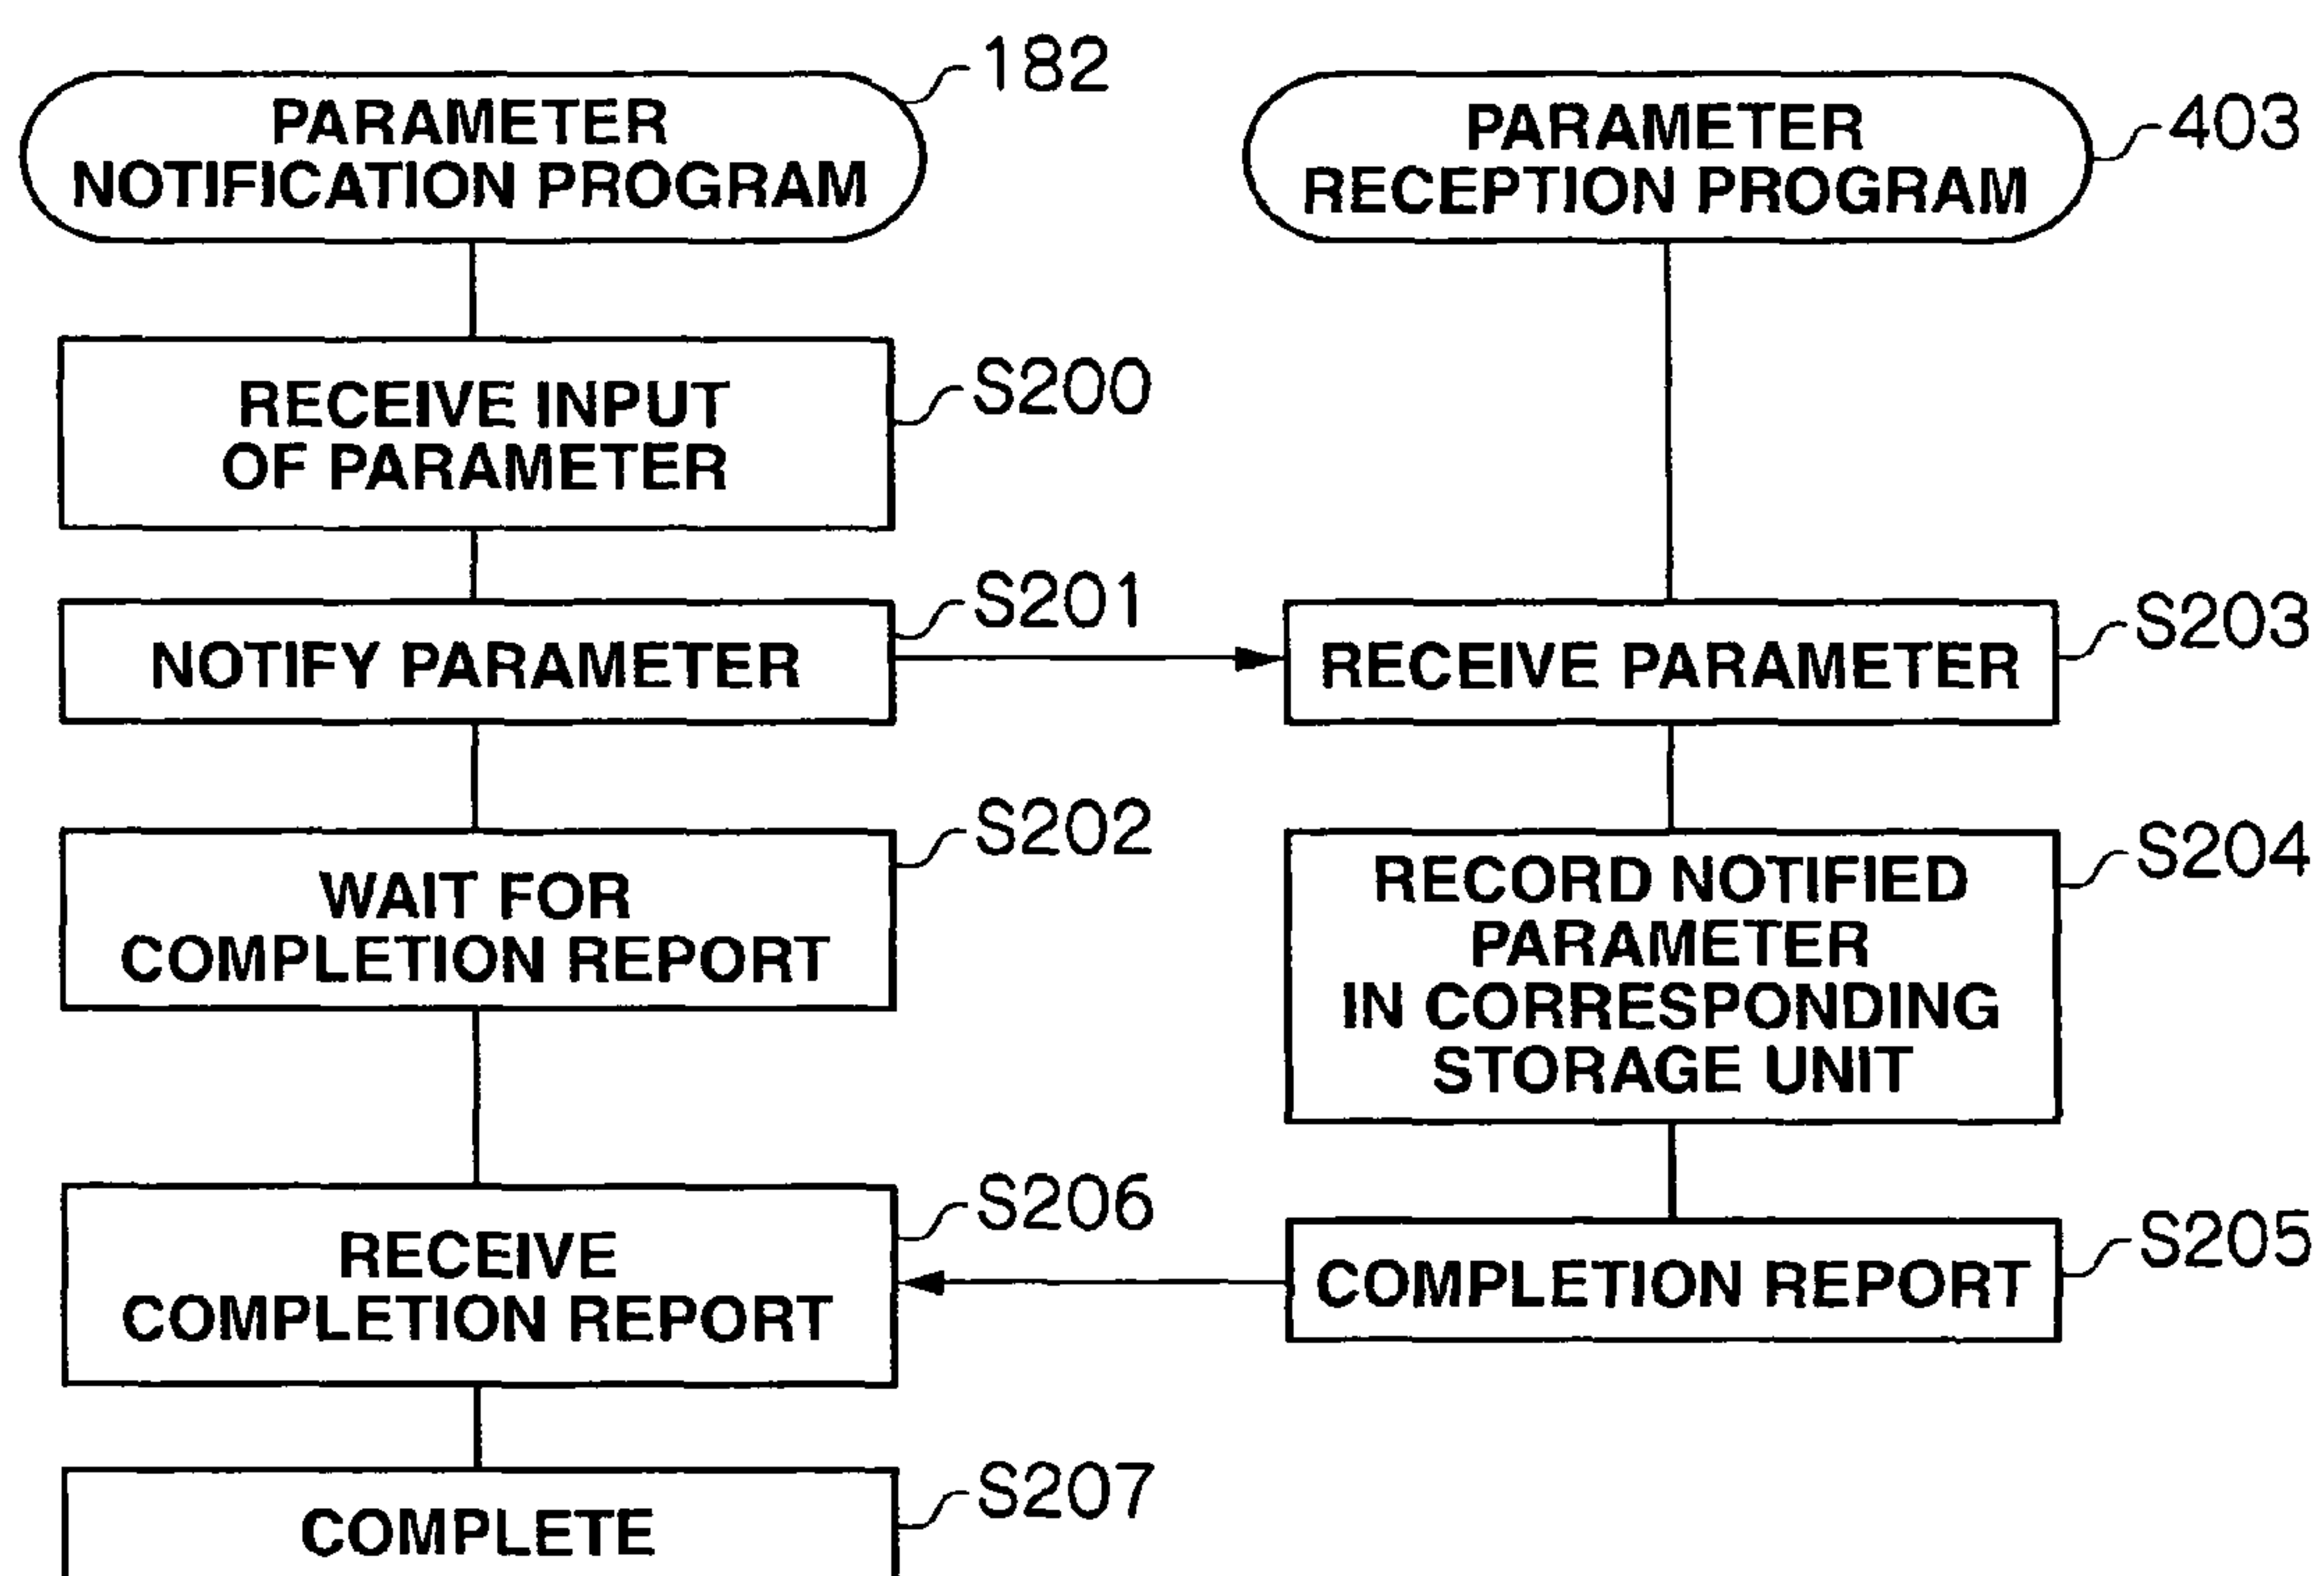 PARAMETER
NOTIFICATION PROGRAM
182
PARAMETER
RECEPTION PROGRAM
403
RECEIVE INPUT
OF PARAMETER
S200
NOTIFY PARAMETER
S201
RECEIVE PARAMETER
S203
WAIT FOR
COMPLETION REPORT
S202
RECORD NOTIFIED
PARAMETER
IN CORRESPONDING
STORAGE UNIT
S204
RECEIVE
COMPLETION REPORT
S206
COMPLETION REPORT
S205
COMPLETE
S207